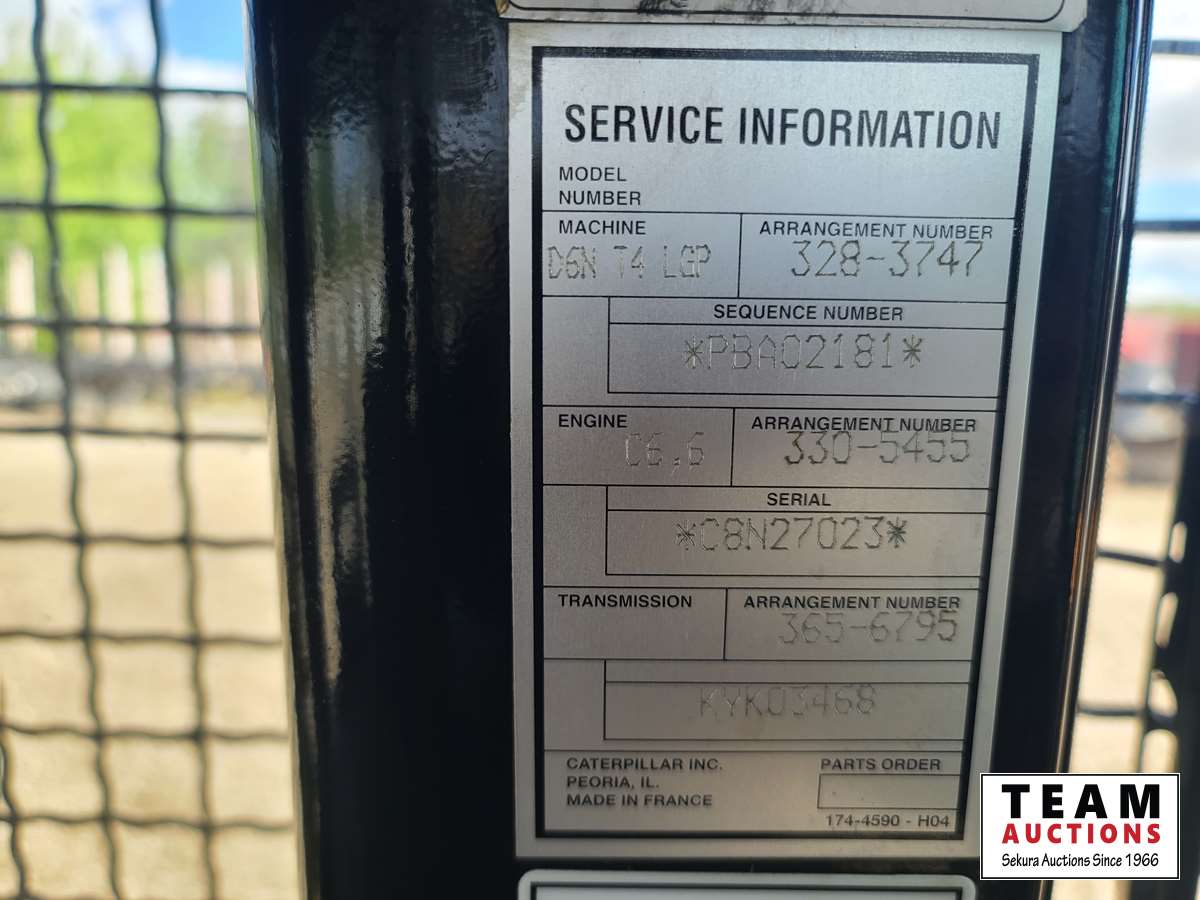 SERVICE INFORMATION
MODEL
NUMBER
MACHINE
D6N T4 LGP
ARRANGEMENT NUMBER
328-3747
SEQUENCE NUMBER
*PBA02181*
ENGINE
C6,6
ARRANGEMENT NUMBER
330-5455
SERIAL
*C8N27023*
TRANSMISSION
ARRANGEMENT NUMBER
365-6795
KYK03468
CATERPILLAR INC.
PEORIA, IL.
MADE IN FRANCE
PARTS ORDER
174-4590 - H04
TEAM
AUCTIONS
Sekura Auctions Since 1966